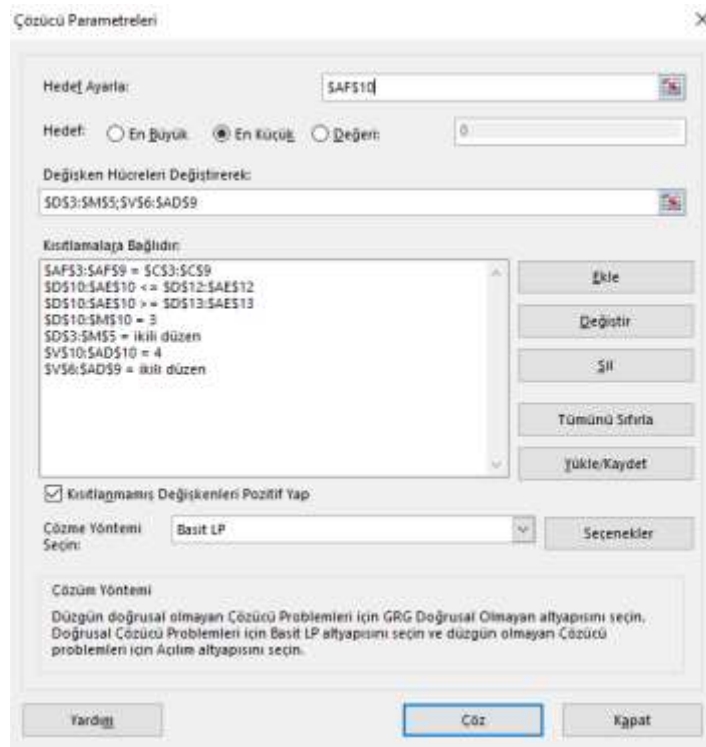 Çözücü Parametreleri
Hedef Ayarla:
$AF$10
Hedef:
En Büyük
En Küçük
Değeri:
0
Değişken Hücreleri Değiştirerek:
$D$3:$M$5;$V$6:$AD$9
Kısıtlamalara Bağlıdır:
$AF$3:$AF$9 = $C$3:$C$9
$D$10:$AE$10 <= $D$12:$AE$12
$D$10:$AE$10 >= $D$13:$AE$13
$D$10:$M$10 = 3
$D$3:$M$5 = ikili düzen
$V$10:$AD$10 = 4
$V$6:$AD$9 = ikili düzen
Ekle
Değiştir
Sil
Tümünü Sıfırla
Yükle/Kaydet
Kısıtlanmamış Değişkenleri Pozitif Yap
Çözme Yöntemi
Seçin:
Basit LP
Seçenekler
Çözüm Yöntemi
Düzgün doğrusal olmayan Çözücü Problemleri için GRG Doğrusal Olmayan altyapısını seçin.
Doğrusal Çözücü Problemleri için Basit LP altyapısını seçin ve düzgün olmayan Çözücü
problemleri için Açılım altyapısını seçin.
Yardım
Çöz
Kapat